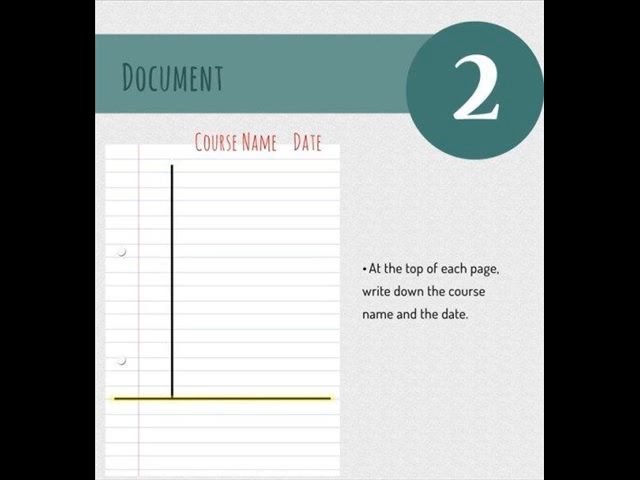 Document
2
Course Name Date
• At the top of each page,
write down the course
name and the date.